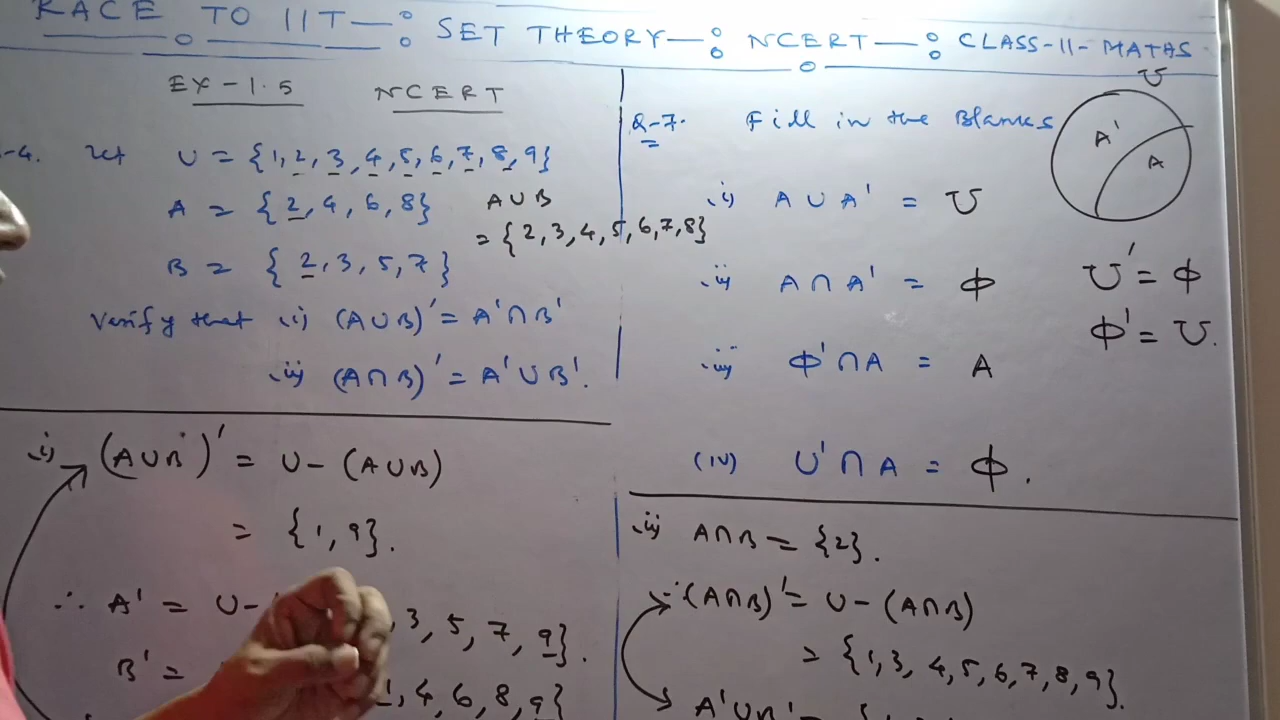 RACE TO IIT—: SET THEORY—: NCERT—: CLASS-11-MATHS
EX-1.5 NCERT
-4. Let U = {1, 2, 3, 4, 5, 6, 7, 8, 9}
A = {2, 4, 6, 8}
B = {2, 3, 5, 7}
A∪B
= {2, 3, 4, 5, 6, 7, 8}
Verify that (i) (A∪B)' = A'∩B'
(ii) (A∩B)' = A'∪B'.
(i) (A∪B)' = U-(A∪B)
= {1, 9}.
∴ A' = U-
, 3, 5, 7, 9}.
B' =
1, 4, 6, 8, 9}
Q-7. Fill in the Blanks
(i) A∪A' = U
(ii) A∩A' = Φ
(iii) Φ'∩A = A
(iv) U'∩A = Φ.
U
A'
A
U' = Φ
Φ' = U.
(ii) A∩B = {2}.
∴ (A∩B)' = U-(A∩B)
= {1, 3, 4, 5, 6, 7, 8, 9}.
A'∪B' = {